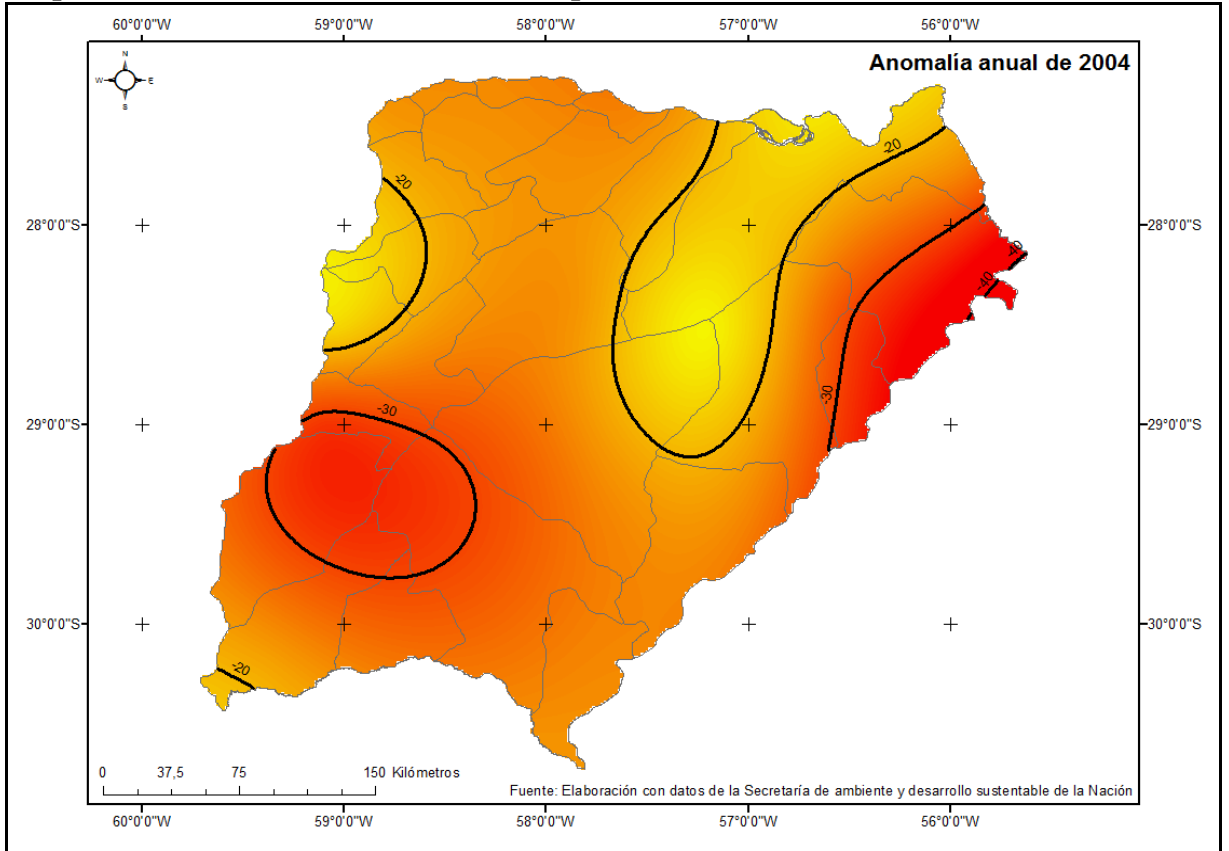 60°0'0"W 59°0'0"W 58°0'0"W 57°0'0"W 56°0'0"W
Anomalía anual de 2004
N
W E
S
-20
-20
28°0'0"S 28°0'0"S
-40
-40
-30
-30
29°0'0"S 29°0'0"S
30°0'0"S 30°0'0"S
-20
0 37,5 75 150 Kilómetros
Fuente: Elaboración con datos de la Secretaría de ambiente y desarrollo sustentable de la Nación
60°0'0"W 59°0'0"W 58°0'0"W 57°0'0"W 56°0'0"W